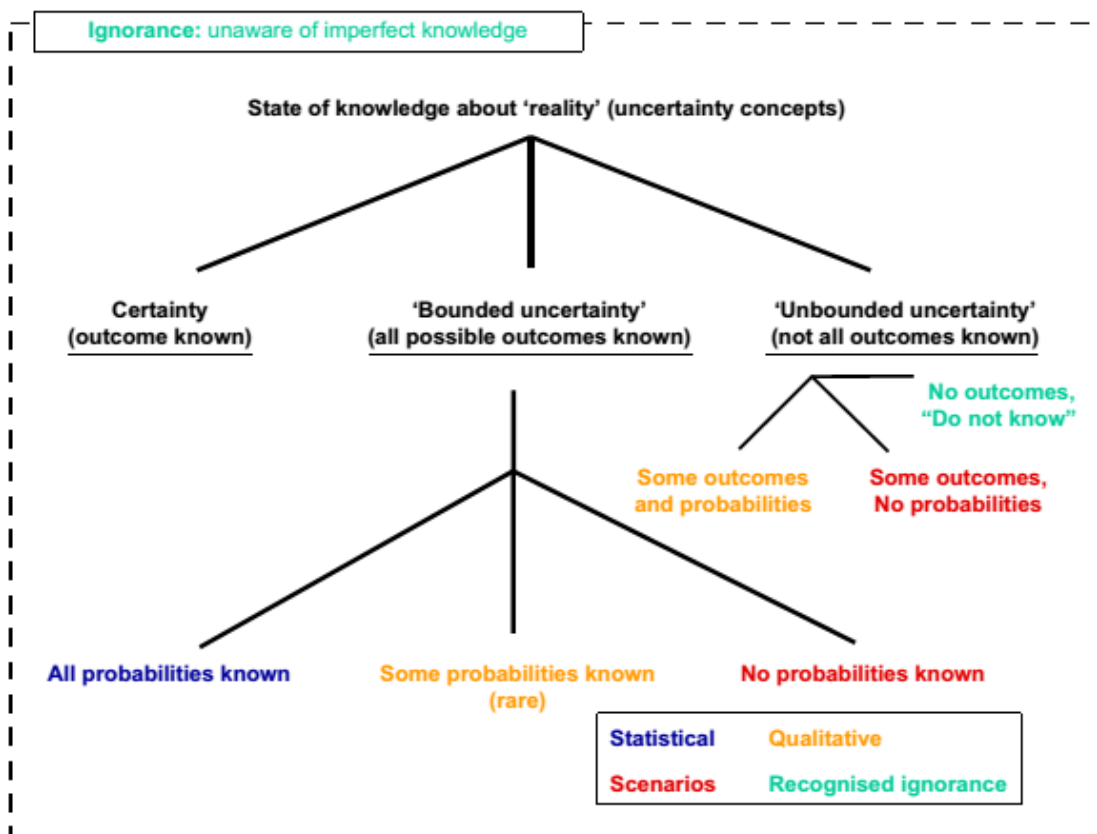 Ignorance: unaware of imperfect knowledge
State of knowledge about ‘reality’ (uncertainty concepts)
Certainty
(outcome known)
‘Bounded uncertainty’
(all possible outcomes known)
‘Unbounded uncertainty’
(not all outcomes known)
No outcomes,
“Do not know”
Some outcomes
and probabilities
Some outcomes,
No probabilities
All probabilities known
Some probabilities known
(rare)
No probabilities known
Statistical
Qualitative
Scenarios
Recognised ignorance